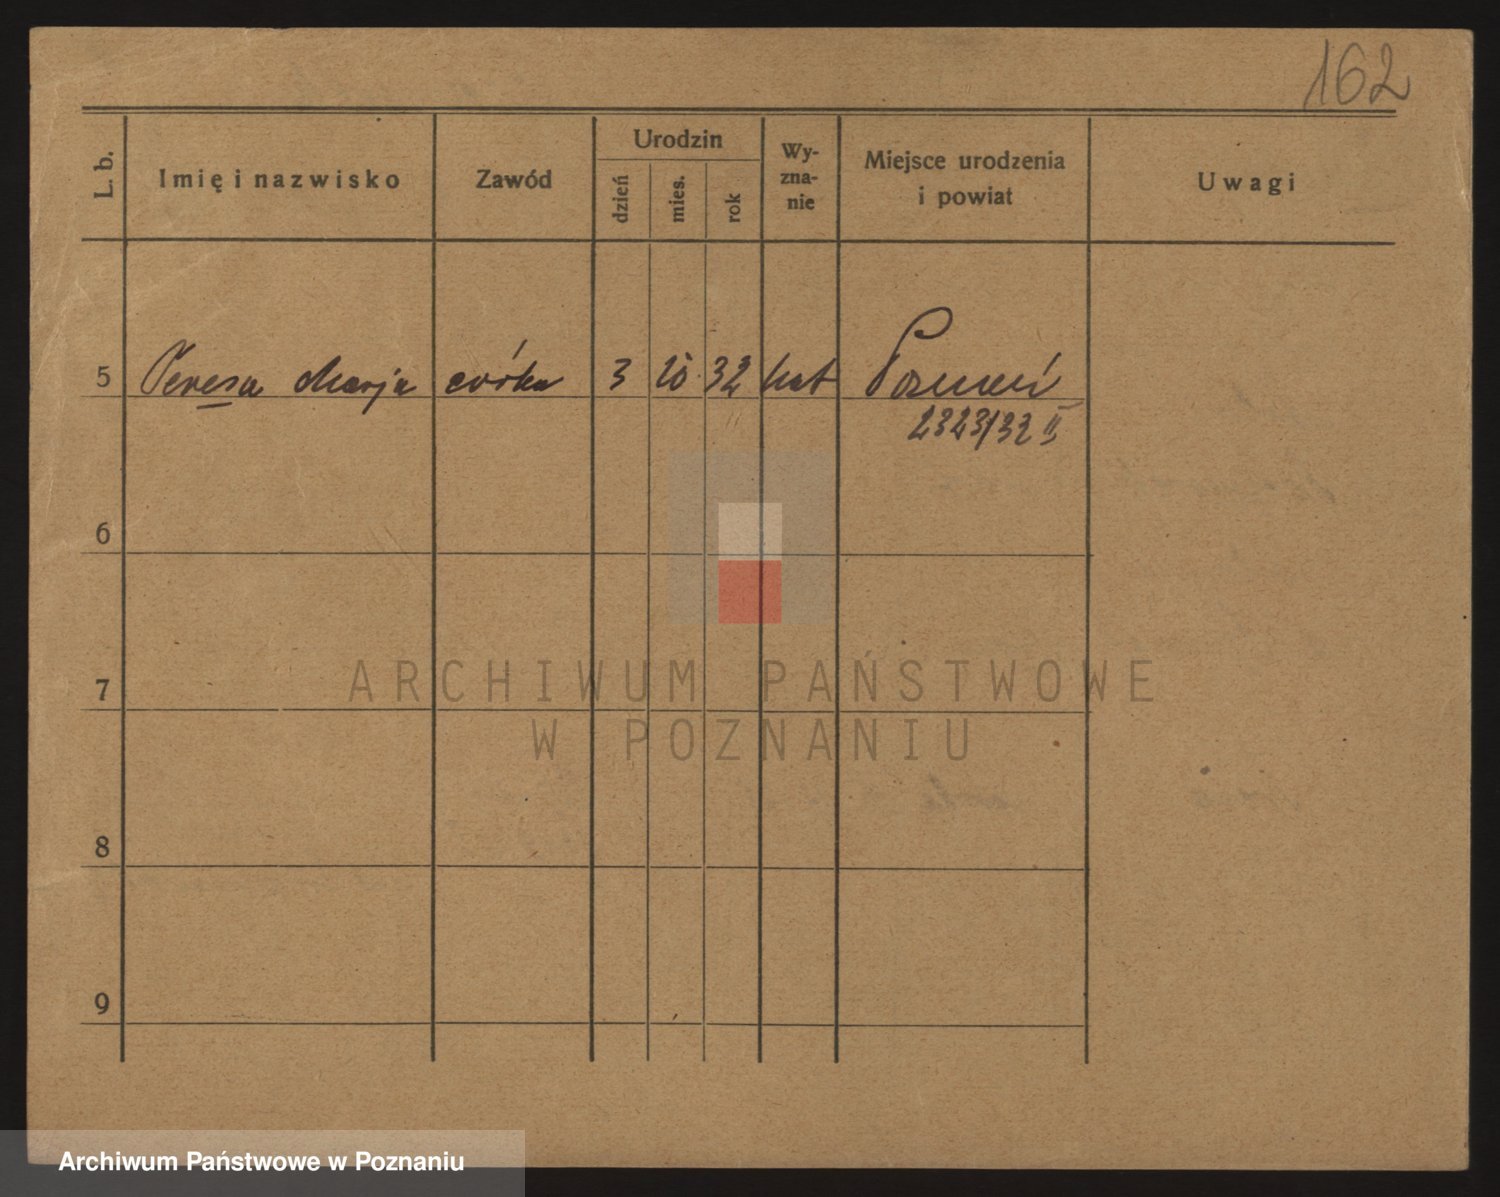 162
L. b.
Imię i nazwisko
Zawód
Urodzin
dzień
mies.
rok
Wy-
zna-
nie
Miejsce urodzenia
i powiat
Uwagi
5 Teresa Marja córka 3 10 32 kat Poznań
2323/32 II
6
7
8
9
ARCHIWUM PAŃSTWOWE
W POZNANIU
Archiwum Państwowe w Poznaniu